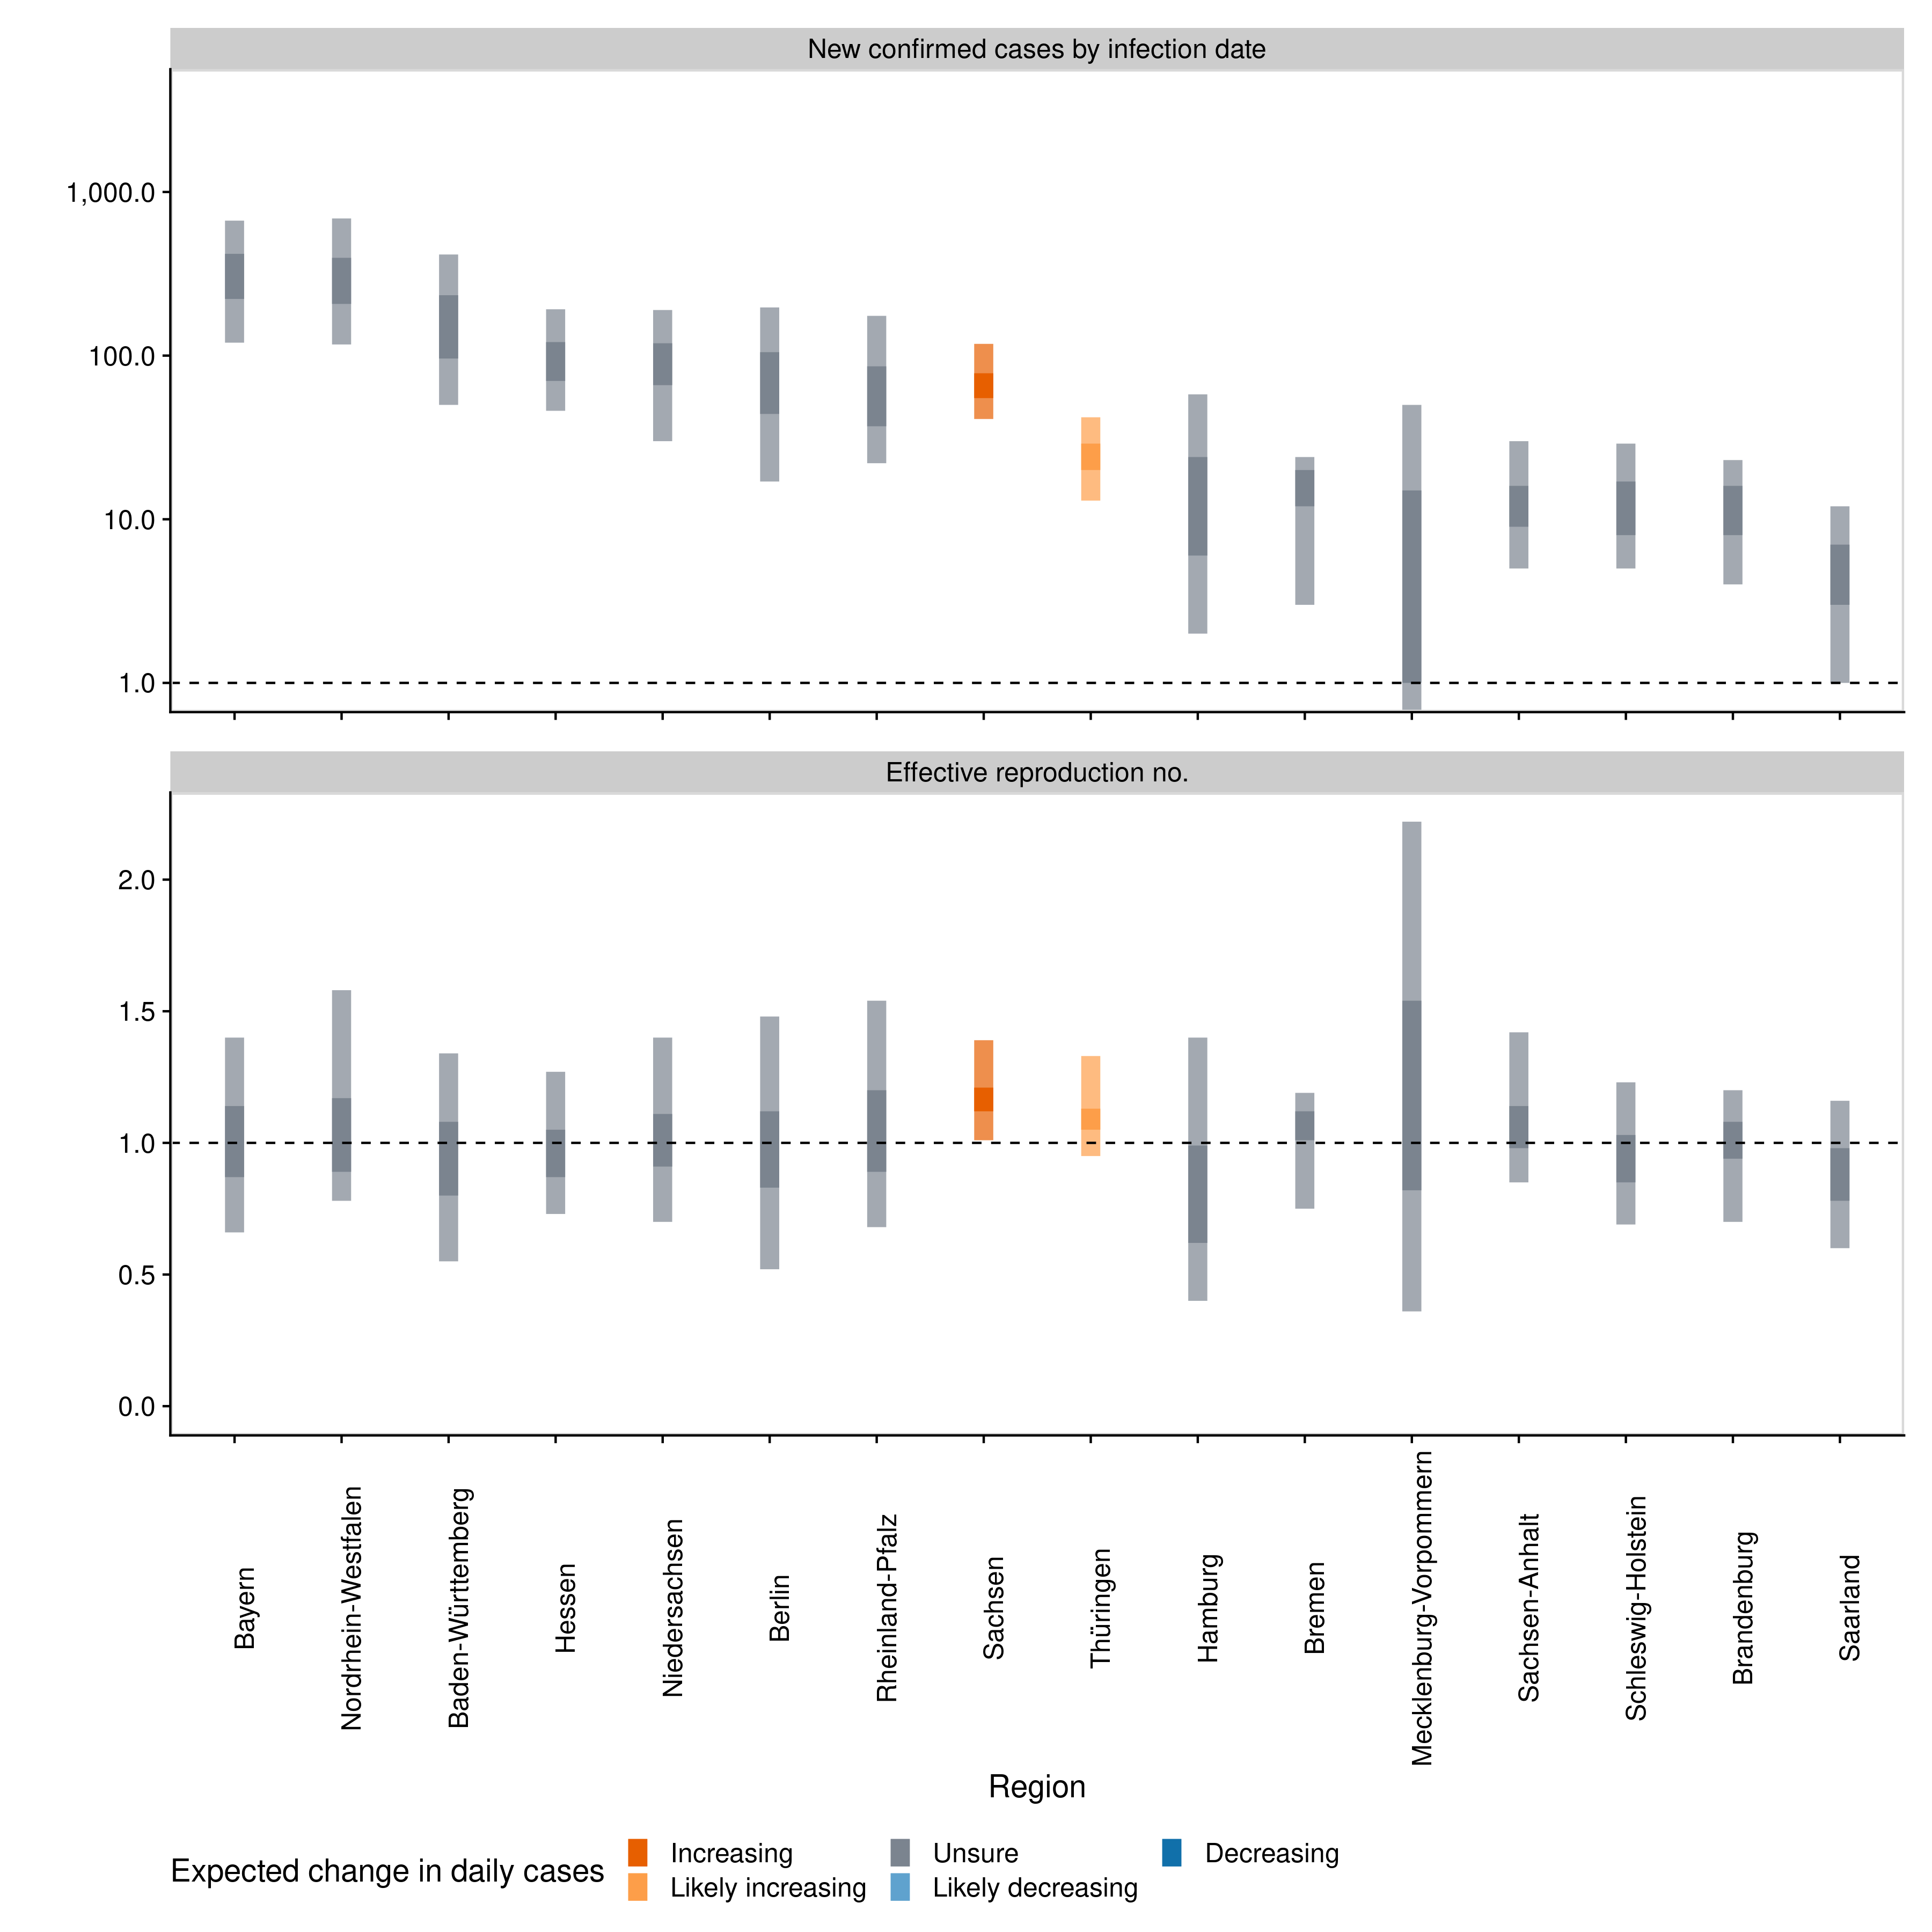 New confirmed cases by infection date
1,000.0
100.0
10.0
1.0
Effective reproduction no.
2.0
1.5
1.0
0.5
0.0
Bayern
Nordrhein-Westfalen
Baden-Württemberg
Hessen
Niedersachsen
Berlin
Rheinland-Pfalz
Sachsen
Thüringen
Hamburg
Bremen
Mecklenburg-Vorpommern
Sachsen-Anhalt
Schleswig-Holstein
Brandenburg
Saarland
Region
Expected change in daily cases
Increasing
Likely increasing
Unsure
Likely decreasing
Decreasing